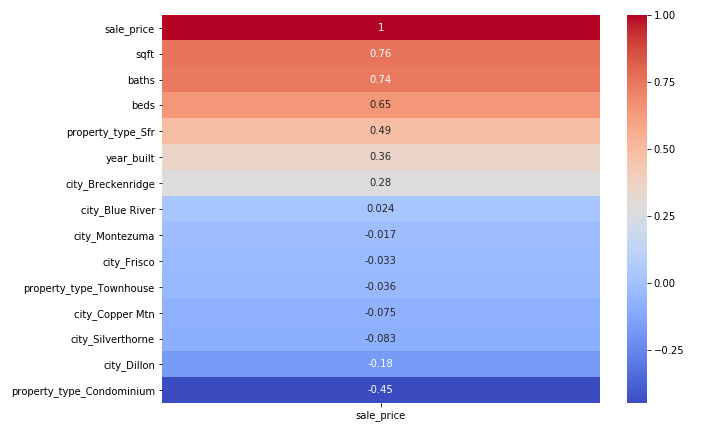 sale_price 1
sqft 0.76
baths 0.74
beds 0.65
property_type_Sfr 0.49
year_built 0.36
city_Breckenridge 0.28
city_Blue River 0.024
city_Montezuma -0.017
city_Frisco -0.033
property_type_Townhouse -0.036
city_Copper Mtn -0.075
city_Silverthorne -0.083
city_Dillon -0.18
property_type_Condominium -0.45
sale_price
1.00
0.75
0.50
0.25
0.00
−0.25